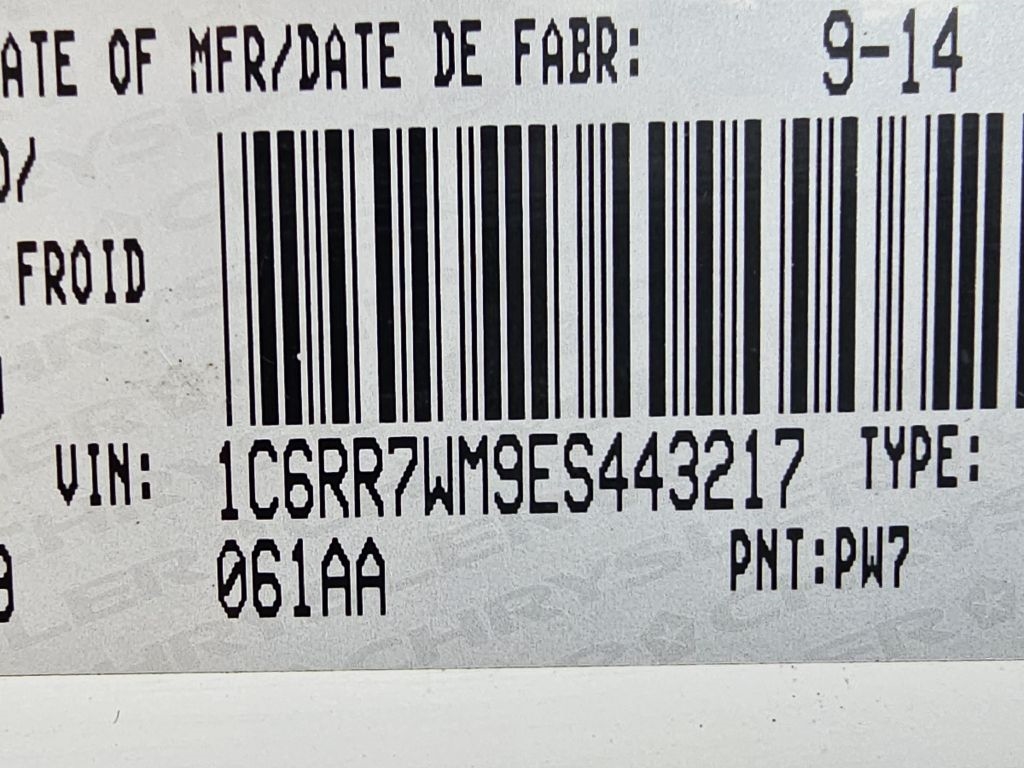 ATE OF MFR/DATE DE FABR: 9-14
O/
FROID
VIN: 1C6RR7WM9ES443217 TYPE:
061AA PNT:PW7